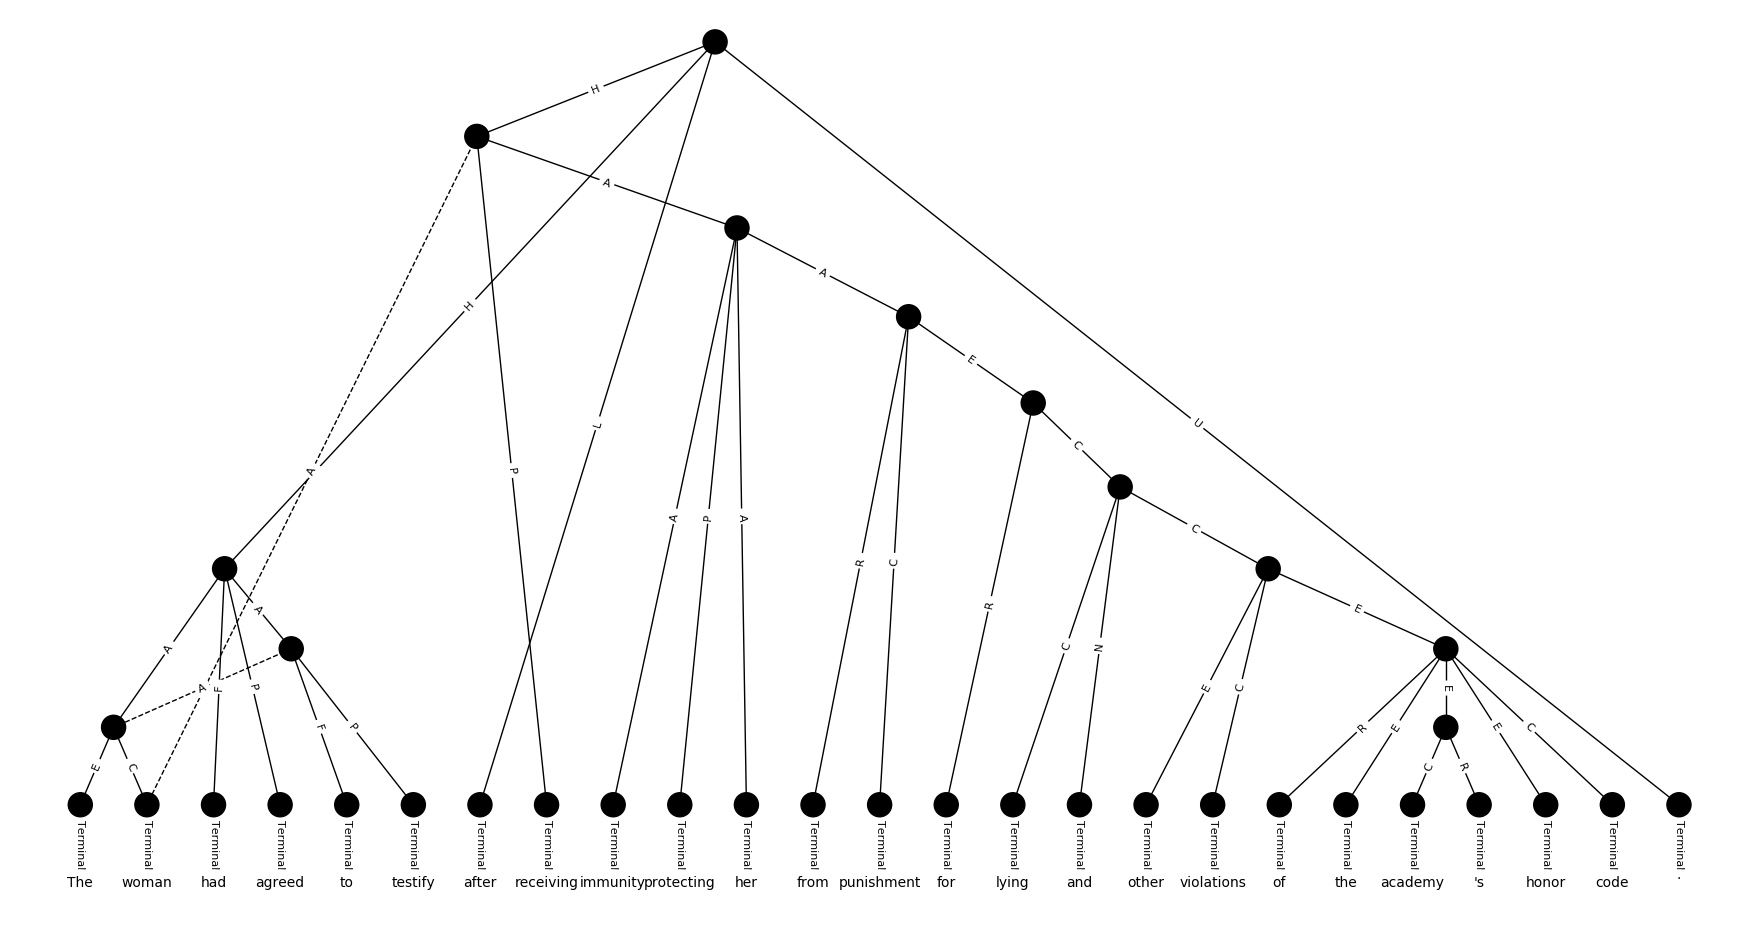 H
A
H
L
A
U
E
C
A
P
P
A
P
A
C
R
C
R
A
A
E
C
N
E
A
F
P
E
C
E
F
P
R
E
E
C
E
C
C
R
Terminal Terminal Terminal Terminal Terminal Terminal Terminal Terminal Terminal Terminal Terminal Terminal Terminal Terminal Terminal Terminal Terminal Terminal Terminal Terminal Terminal Terminal Terminal Terminal Terminal
The woman had agreed to testify after receiving immunity protecting her from punishment for lying and other violations of the academy 's honor code .